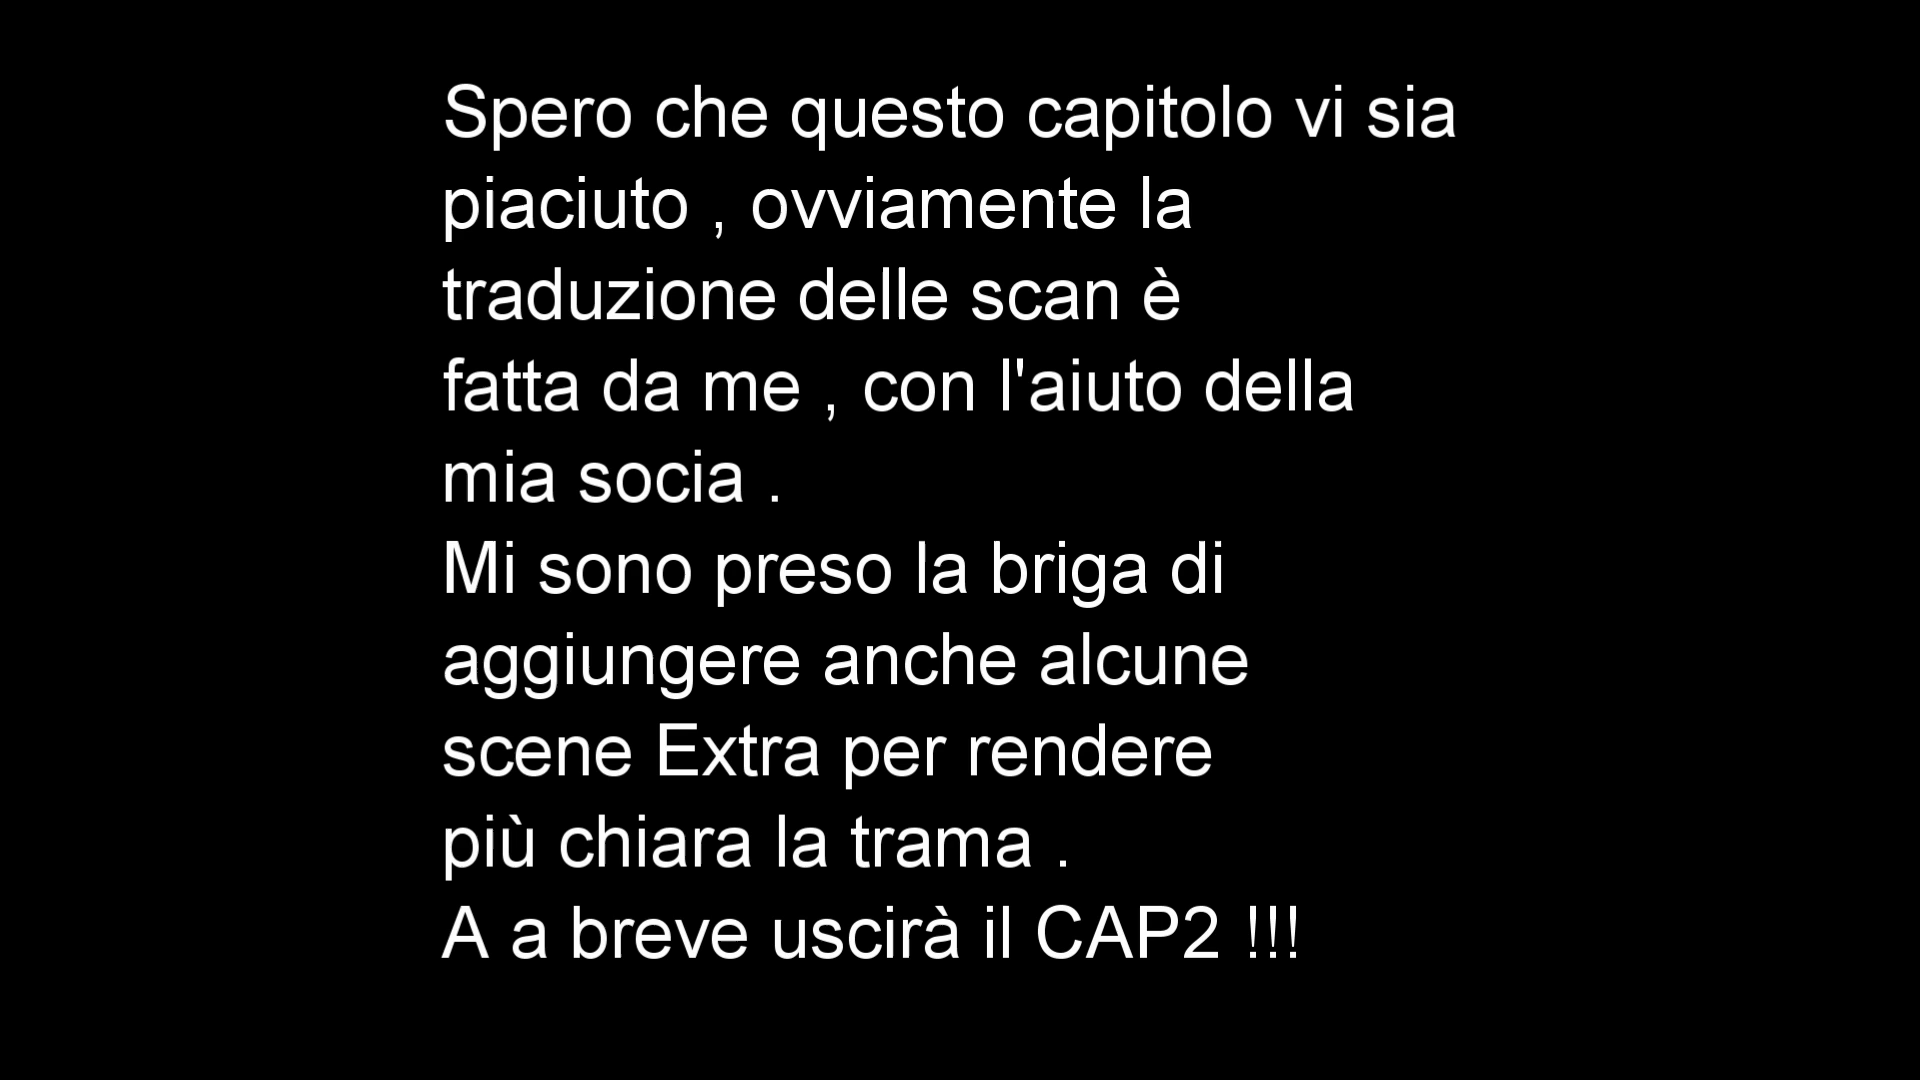 Spero che questo capitolo vi sia
piaciuto , ovviamente la
traduzione delle scan è
fatta da me , con l'aiuto della
mia socia .
Mi sono preso la briga di
aggiungere anche alcune
scene Extra per rendere
più chiara la trama .
A a breve uscirà il CAP2 !!!